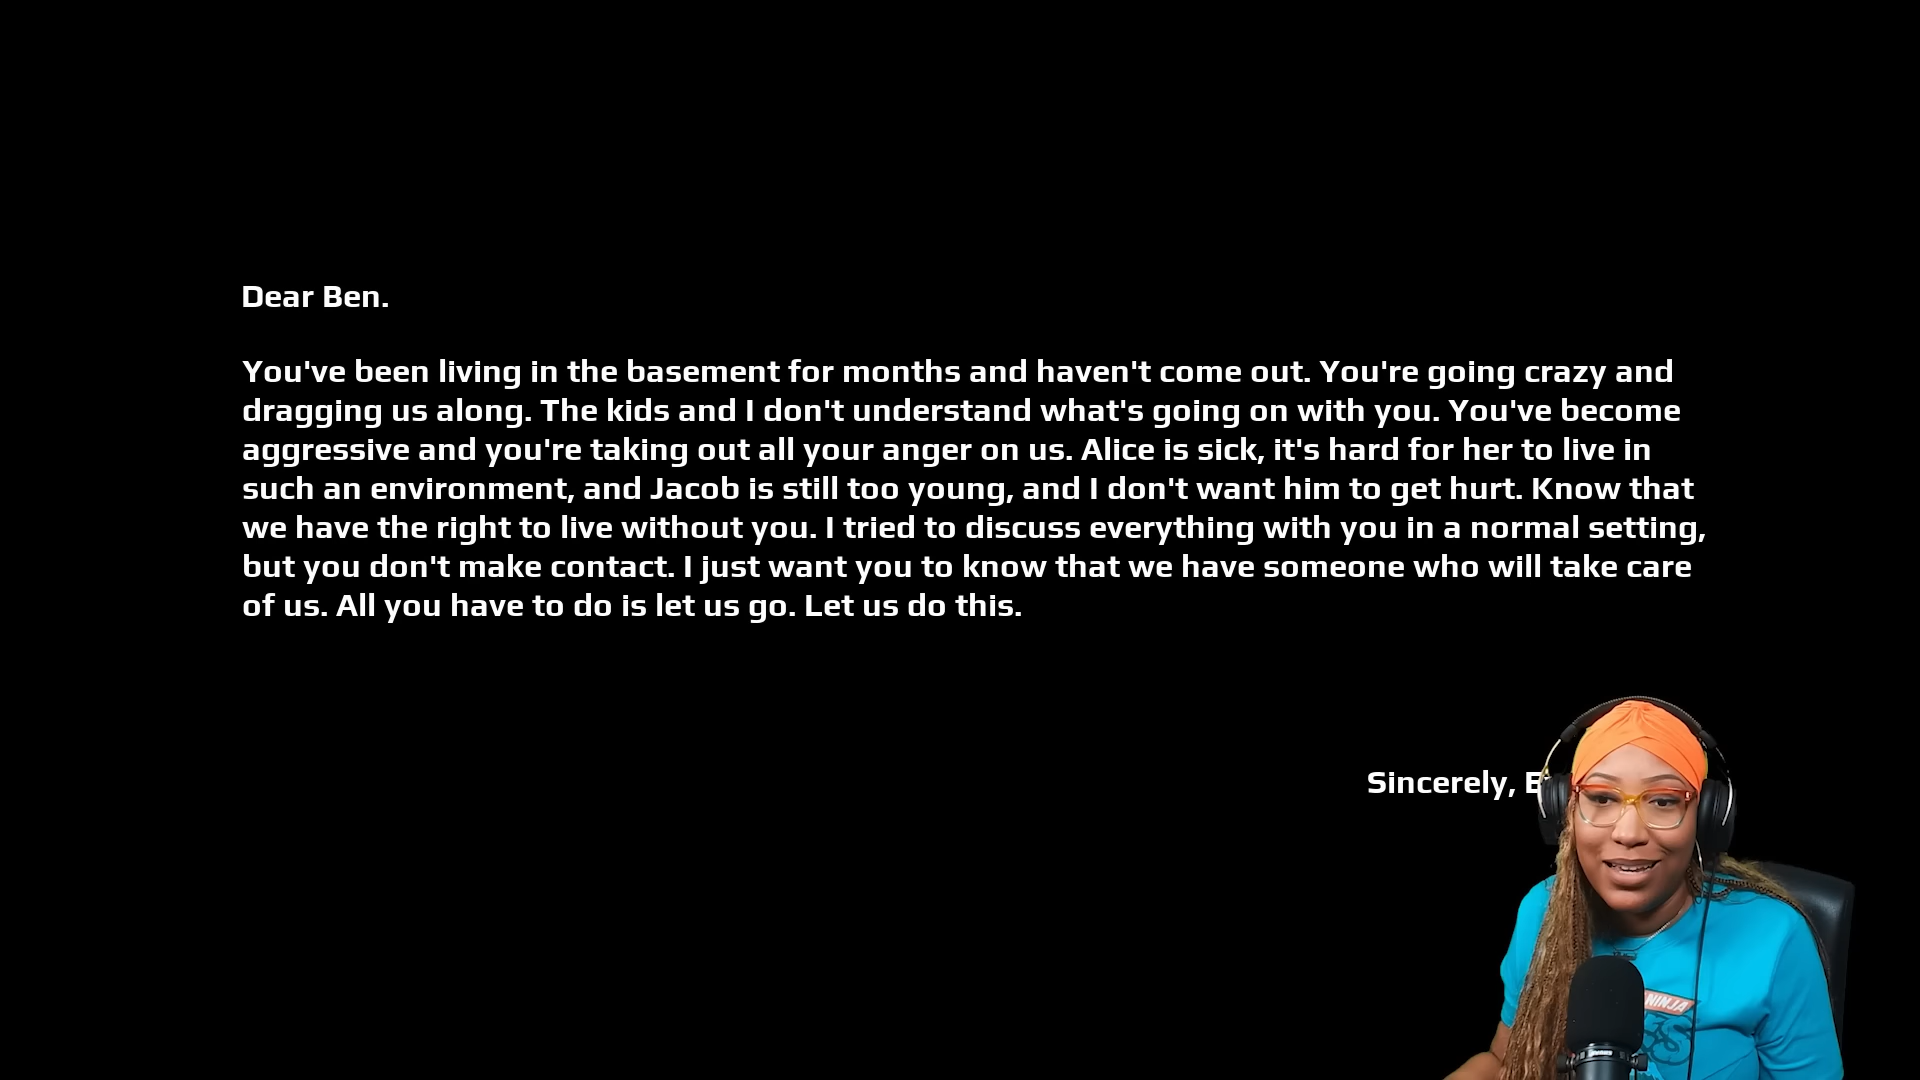 Dear Ben.
You've been living in the basement for months and haven't come out. You're going crazy and
dragging us along. The kids and I don't understand what's going on with you. You've become
aggressive and you're taking out all your anger on us. Alice is sick, it's hard for her to live in
such an environment, and Jacob is still too young, and I don't want him to get hurt. Know that
we have the right to live without you. I tried to discuss everything with you in a normal setting,
but you don't make contact. I just want you to know that we have someone who will take care
of us. All you have to do is let us go. Let us do this.
Sincerely,
NINJA